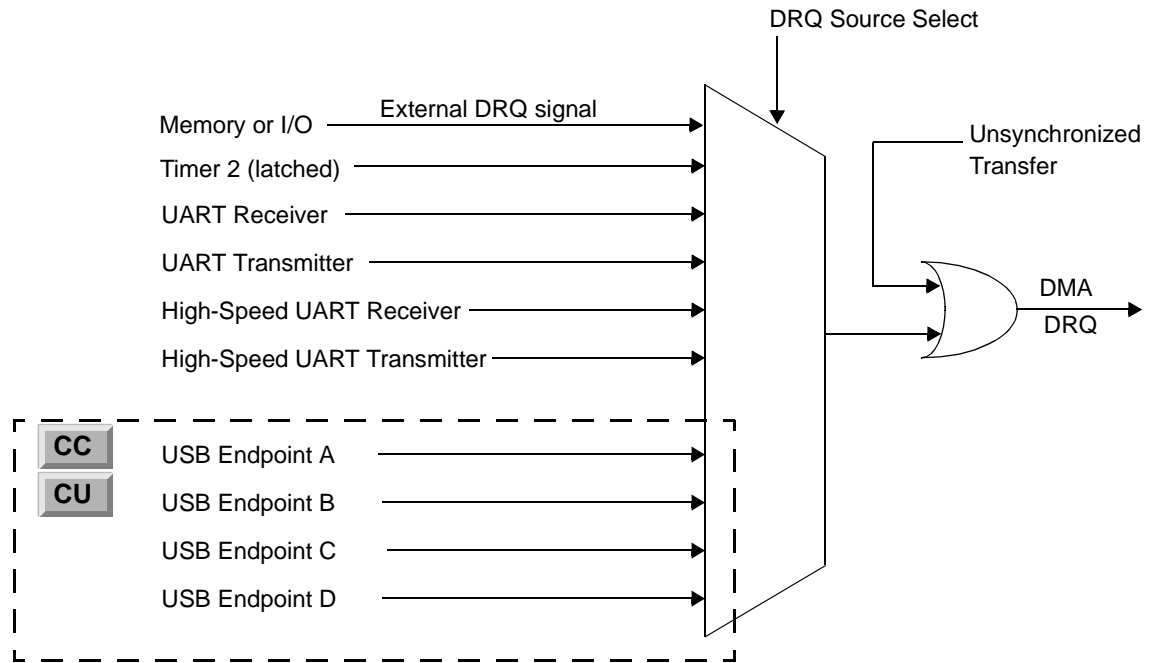 DRQ Source Select
External DRQ signal
Memory or I/O
Unsynchronized
Transfer
Timer 2 (latched)
UART Receiver
UART Transmitter
DMA
DRQ
High-Speed UART Receiver
High-Speed UART Transmitter
CC
USB Endpoint A
CU
USB Endpoint B
USB Endpoint C
USB Endpoint D